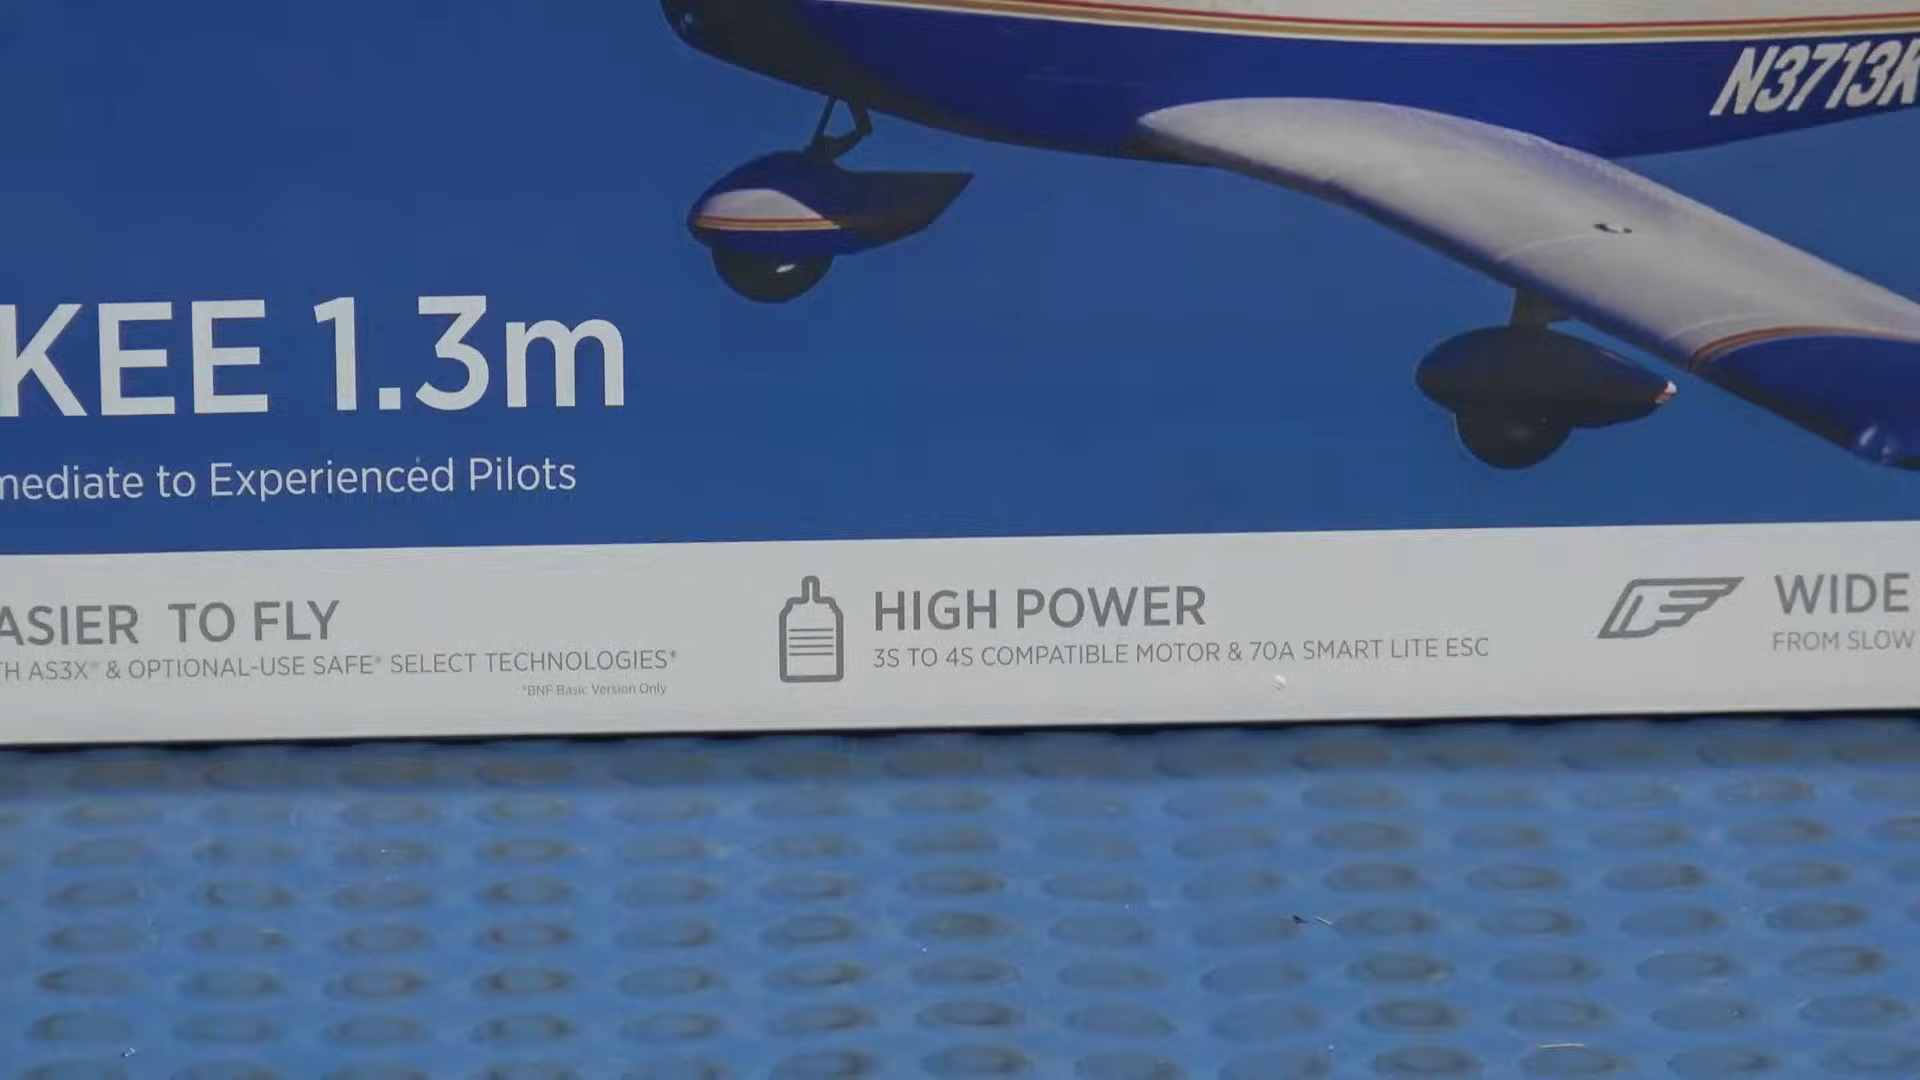 N3713K
KEE 1.3m
mediate to Experienced Pilots
ASIER TO FLY
TH AS3X® & OPTIONAL-USE SAFE® SELECT TECHNOLOGIES*
*BNF Basic Version Only
HIGH POWER
3S TO 4S COMPATIBLE MOTOR & 70A SMART LITE ESC
WIDE
FROM SLOW